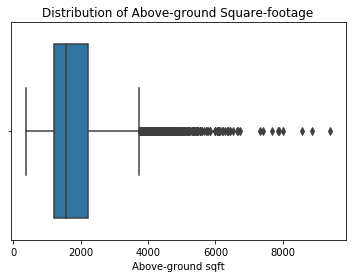 Distribution of Above-ground Square-footage
0 2000 4000 6000 8000
Above-ground sqft